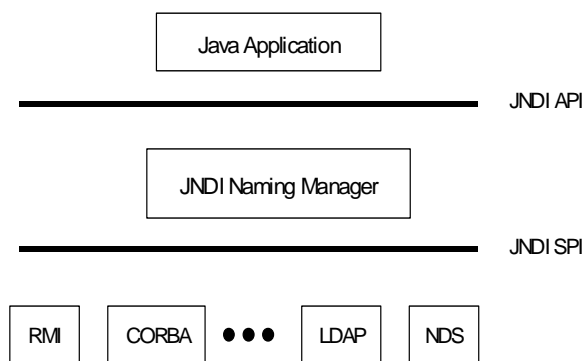 Java Application
JNDI API
JNDI Naming Manager
JNDI SPI
RMI CORBA LDAP NDS